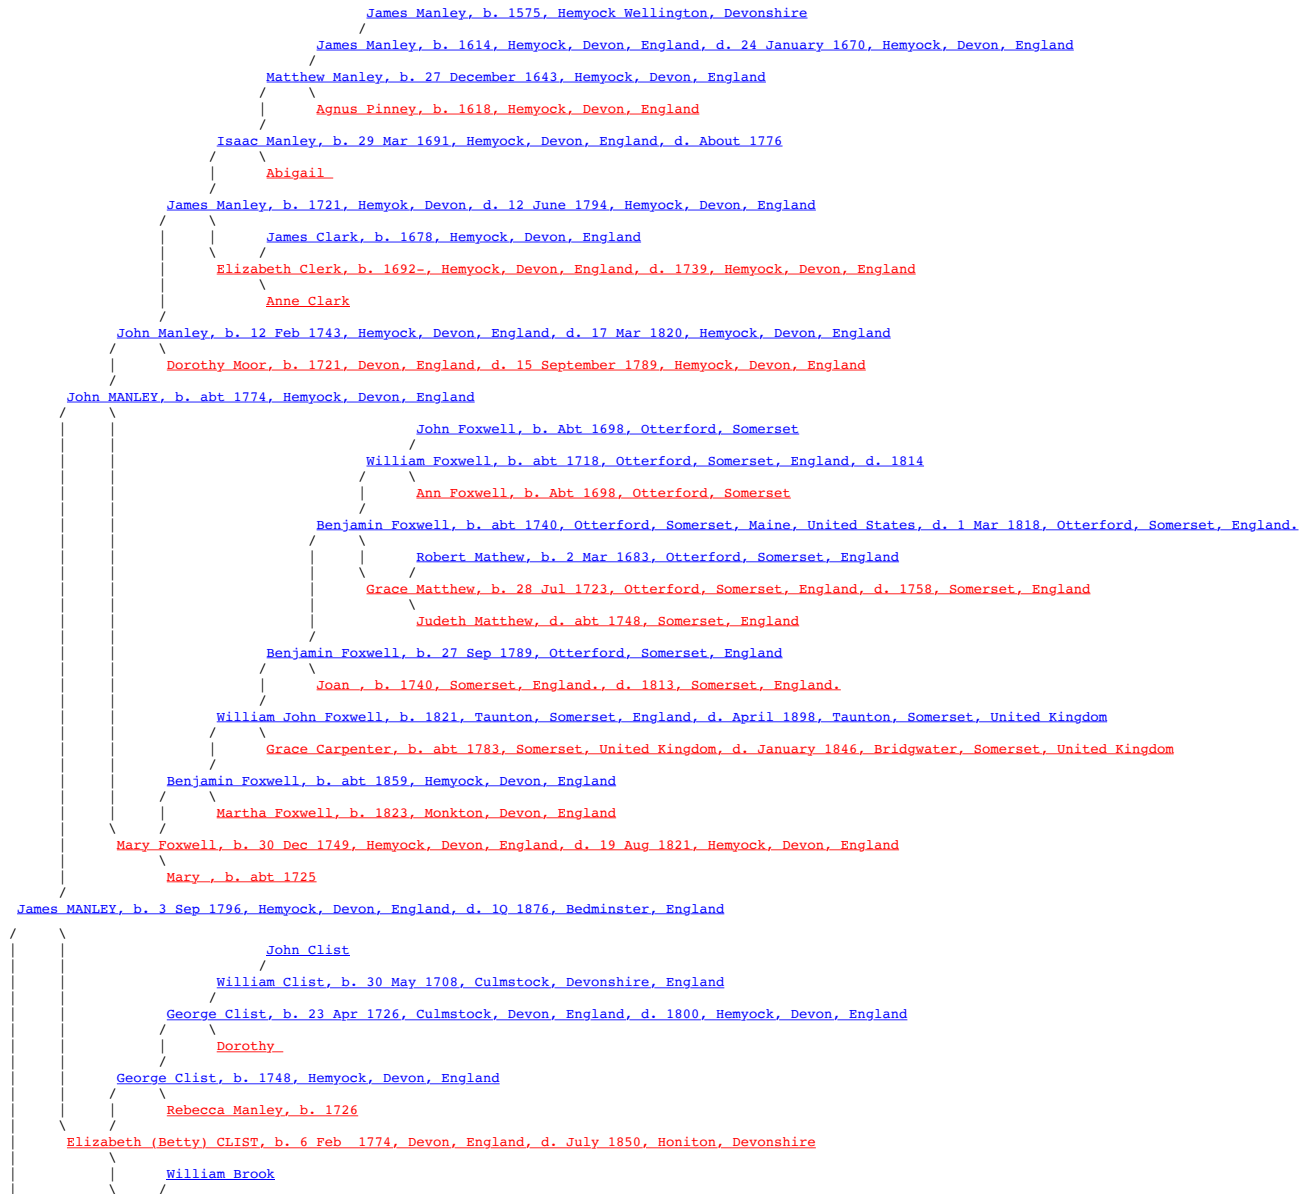 James Manley, b. 1575, Hemyock Wellington, Devonshire
James Manley, b. 1614, Hemyock, Devon, England, d. 24 January 1670, Hemyock, Devon, England
Matthew Manley, b. 27 December 1643, Hemyock, Devon, England
Agnus Pinney, b. 1618, Hemyock, Devon, England
Isaac Manley, b. 29 Mar 1691, Hemyock, Devon, England, d. About 1776
Abigail
James Manley, b. 1721, Hemyok, Devon, d. 12 June 1794, Hemyock, Devon, England
James Clark, b. 1678, Hemyock, Devon, England
Elizabeth Clerk, b. 1692-, Hemyock, Devon, England, d. 1739, Hemyock, Devon, England
Anne Clark
John Manley, b. 12 Feb 1743, Hemyock, Devon, England, d. 17 Mar 1820, Hemyock, Devon, England
Dorothy Moor, b. 1721, Devon, England, d. 15 September 1789, Hemyock, Devon, England
John MANLEY, b. abt 1774, Hemyock, Devon, England
John Foxwell, b. Abt 1698, Otterford, Somerset
William Foxwell, b. abt 1718, Otterford, Somerset, England, d. 1814
Ann Foxwell, b. Abt 1698, Otterford, Somerset
Benjamin Foxwell, b. abt 1740, Otterford, Somerset, Maine, United States, d. 1 Mar 1818, Otterford, Somerset, England.
Robert Mathew, b. 2 Mar 1683, Otterford, Somerset, England
Grace Matthew, b. 28 Jul 1723, Otterford, Somerset, England, d. 1758, Somerset, England
Judeth Matthew, d. abt 1748, Somerset, England
Benjamin Foxwell, b. 27 Sep 1789, Otterford, Somerset, England
Joan , b. 1740, Somerset, England., d. 1813, Somerset, England.
William John Foxwell, b. 1821, Taunton, Somerset, England, d. April 1898, Taunton, Somerset, United Kingdom
Grace Carpenter, b. abt 1783, Somerset, United Kingdom, d. January 1846, Bridgwater, Somerset, United Kingdom
Benjamin Foxwell, b. abt 1859, Hemyock, Devon, England
Martha Foxwell, b. 1823, Monkton, Devon, England
Mary Foxwell, b. 30 Dec 1749, Hemyock, Devon, England, d. 19 Aug 1821, Hemyock, Devon, England
Mary , b. abt 1725
James MANLEY, b. 3 Sep 1796, Hemyock, Devon, England, d. 1Q 1876, Bedminster, England
John Clist
William Clist, b. 30 May 1708, Culmstock, Devonshire, England
George Clist, b. 23 Apr 1726, Culmstock, Devon, England, d. 1800, Hemyock, Devon, England
Dorothy
George Clist, b. 1748, Hemyock, Devon, England
Rebecca Manley, b. 1726
Elizabeth (Betty) CLIST, b. 6 Feb  1774, Devon, England, d. July 1850, Honiton, Devonshire
William Brook